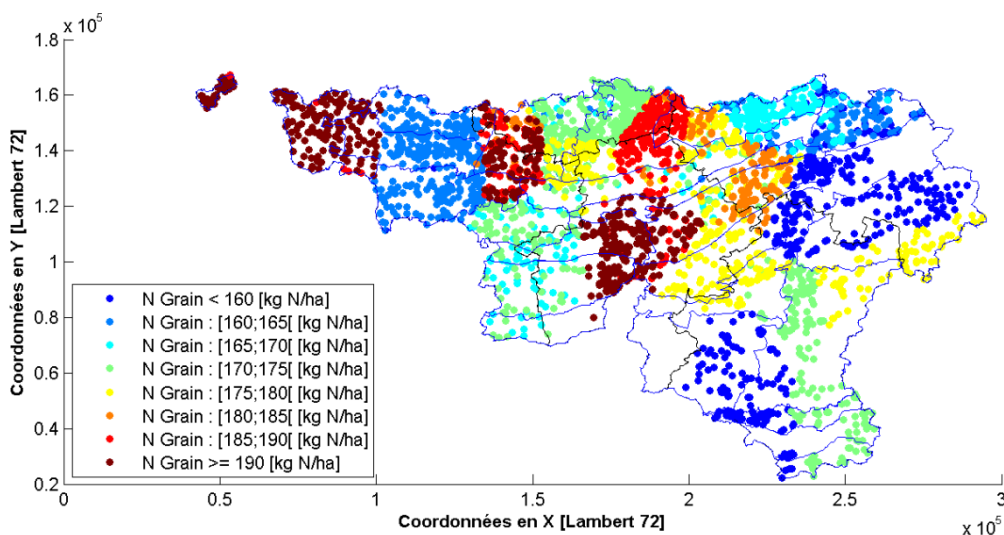 x 10^5
1.8
1.6
1.4
1.2
1
0.8
0.6
0.4
0.2
Coordonnées en Y [Lambert 72]
N Grain < 160 [kg N/ha]
N Grain : [160;165[ [kg N/ha]
N Grain : [165;170[ [kg N/ha]
N Grain : [170;175[ [kg N/ha]
N Grain : [175;180[ [kg N/ha]
N Grain : [180;185[ [kg N/ha]
N Grain : [185;190[ [kg N/ha]
N Grain >= 190 [kg N/ha]
0 0.5 1 1.5 2 2.5 3
Coordonnées en X [Lambert 72]
x 10^5